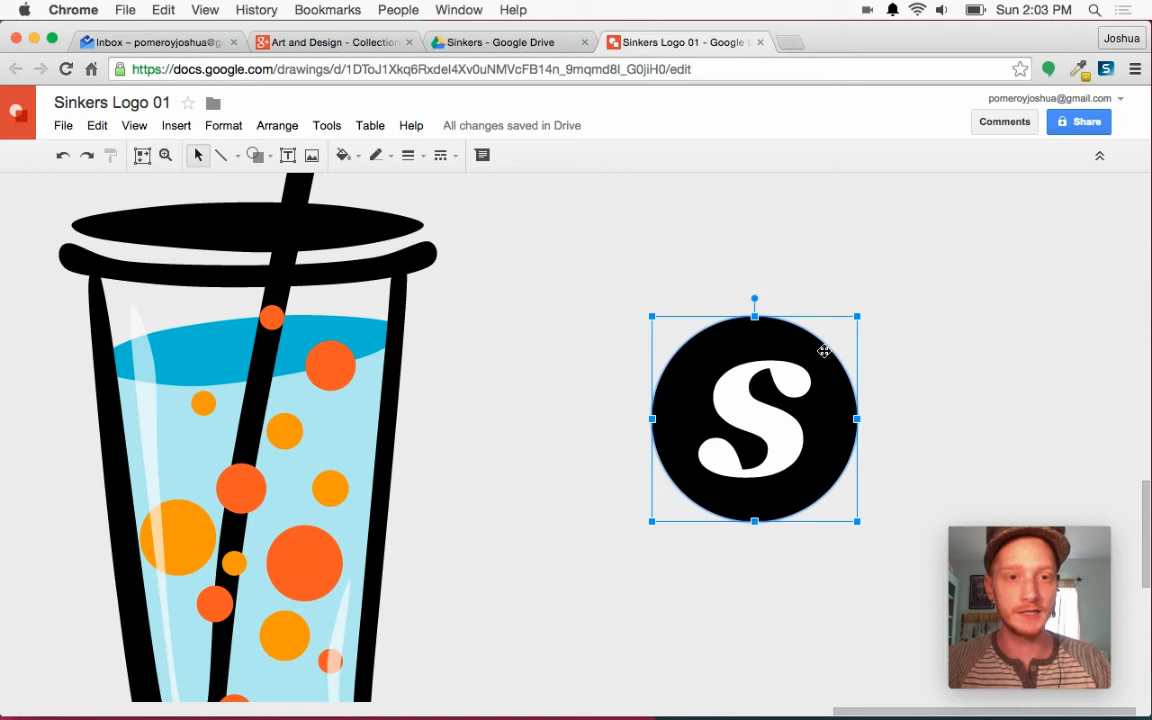 Chrome File Edit View History Bookmarks People Window Help Sun 2:03 PM
Inbox – pomeroyjoshua@g
Art and Design - Collection
Sinkers - Google Drive
Sinkers Logo 01 - Google D
Joshua
https://docs.google.com/drawings/d/1DToJ1Xkq6RxdeI4Xv0uNMVcFB14n_9mqmd8l_G0jiH0/edit
Sinkers Logo 01
pomeroyjoshua@gmail.com
File Edit View Insert Format Arrange Tools Table Help All changes saved in Drive
Comments
Share
S